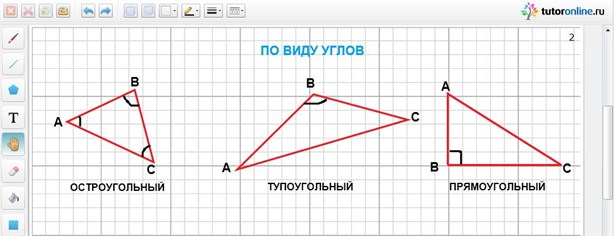 tutoronline.ru
T
2
ПО ВИДУ УГЛОВ
A
B
C
A
B
C
A
B
C
ОСТРОУГОЛЬНЫЙ
ТУПОУГОЛЬНЫЙ
ПРЯМОУГОЛЬНЫЙ